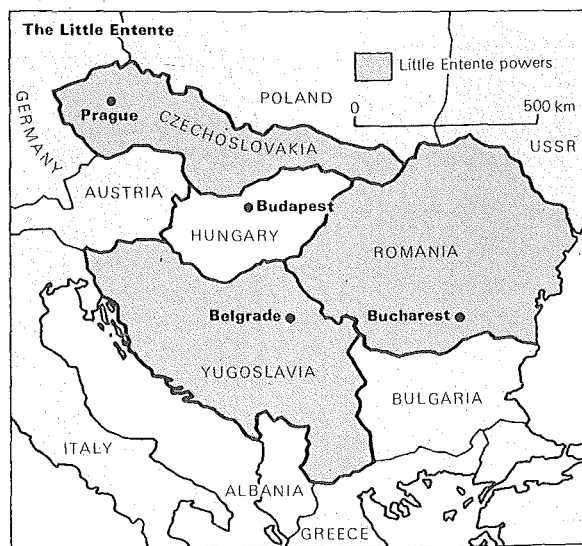 The Little Entente
Little Entente powers
0 500 km
POLAND
GERMANY
Prague
CZECHOSLOVAKIA
USSR
AUSTRIA
Budapest
HUNGARY
ROMANIA
Belgrade
Bucharest
YUGOSLAVIA
BULGARIA
ITALY
ALBANIA
GREECE